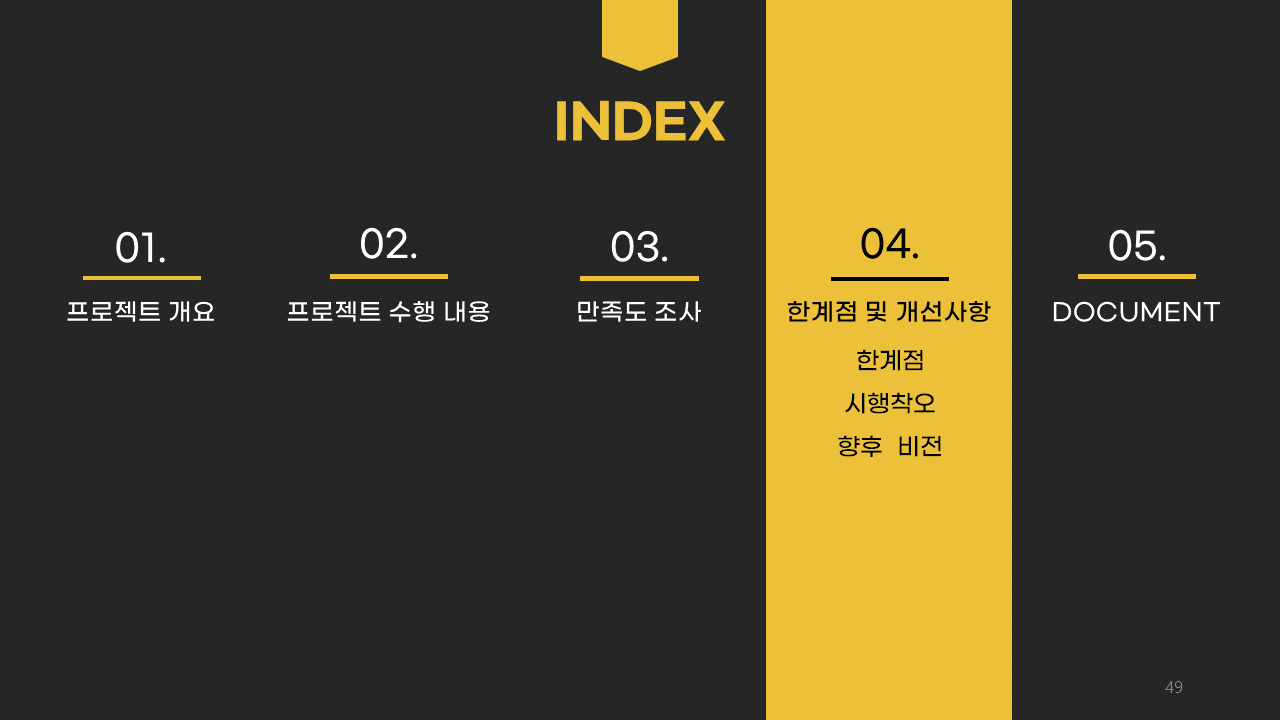 INDEX
01.
프로젝트 개요
02.
프로젝트 수행 내용
03.
만족도 조사
04.
한계점 및 개선사항
한계점
시행착오
향후  비전
05.
DOCUMENT
49